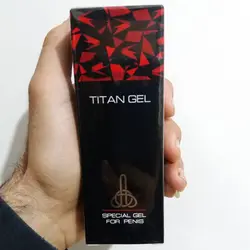 TITAN GEL
SPECIAL GEL
FOR PENIS